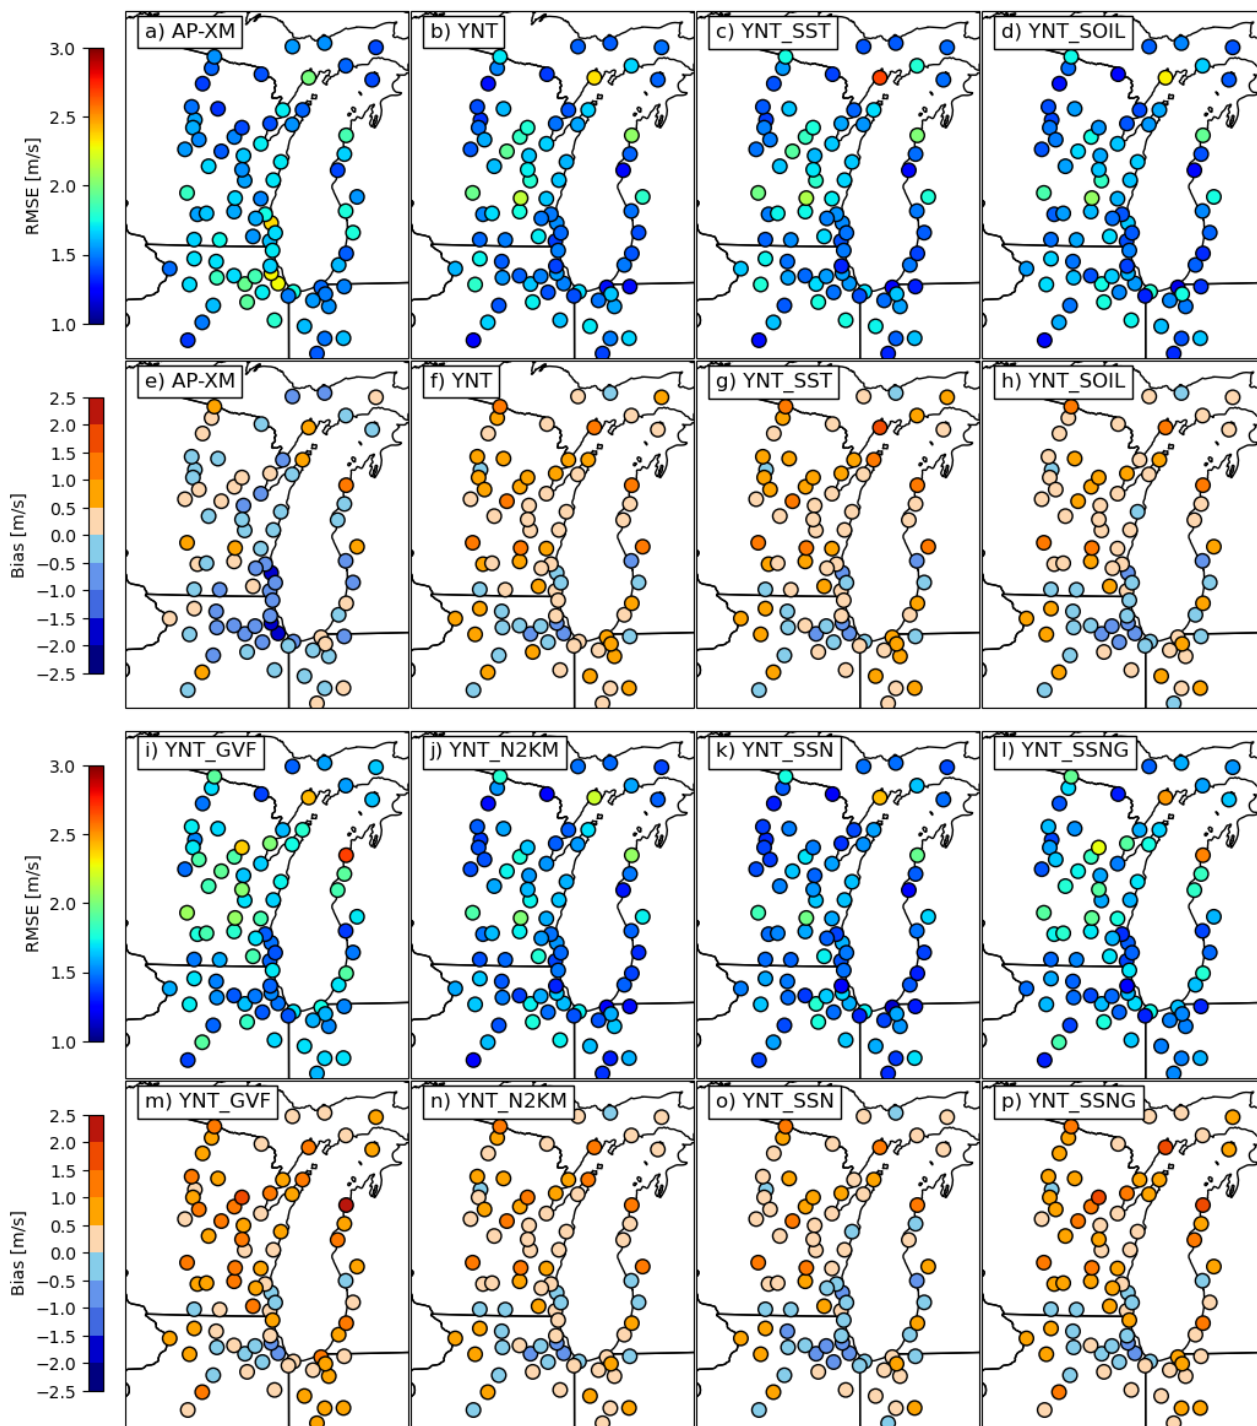 a) AP-XM
b) YNT
c) YNT_SST
d) YNT_SOIL
3.0
2.5
2.0
1.5
1.0
RMSE [m/s]
e) AP-XM
f) YNT
g) YNT_SST
h) YNT_SOIL
2.5
2.0
1.5
1.0
0.5
0.0
−0.5
−1.0
−1.5
−2.0
−2.5
Bias [m/s]
i) YNT_GVF
j) YNT_N2KM
k) YNT_SSN
l) YNT_SSNG
3.0
2.5
2.0
1.5
1.0
RMSE [m/s]
m) YNT_GVF
n) YNT_N2KM
o) YNT_SSN
p) YNT_SSNG
2.5
2.0
1.5
1.0
0.5
0.0
−0.5
−1.0
−1.5
−2.0
−2.5
Bias [m/s]